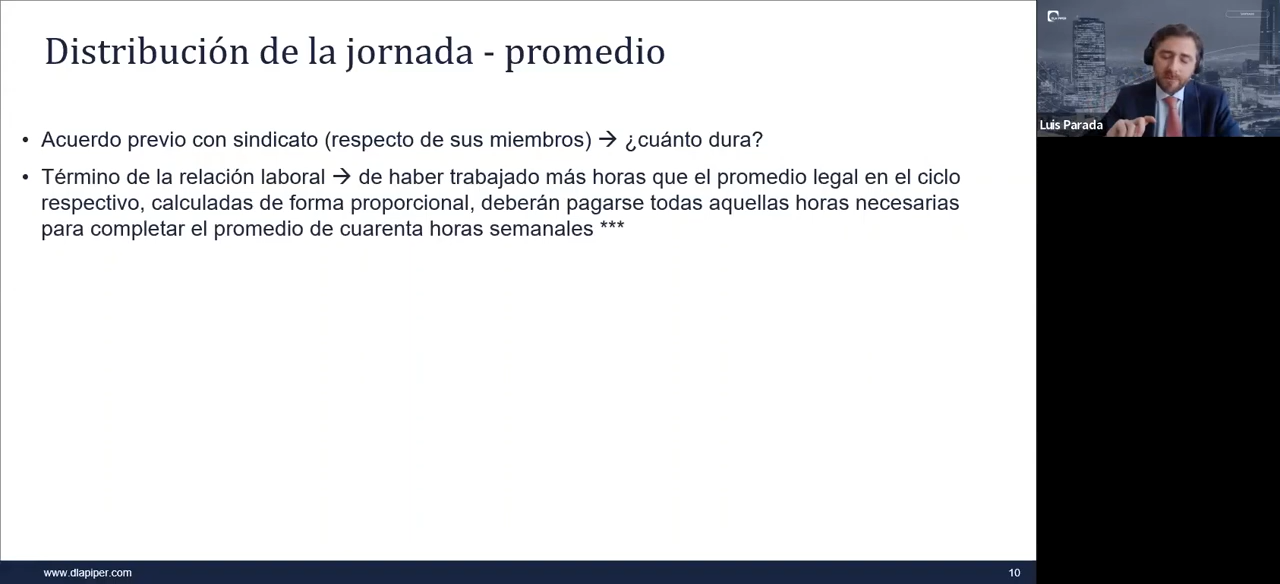 Distribución de la jornada - promedio
• Acuerdo previo con sindicato (respecto de sus miembros) → ¿cuánto dura?
• Término de la relación laboral → de haber trabajado más horas que el promedio legal en el ciclo
respectivo, calculadas de forma proporcional, deberán pagarse todas aquellas horas necesarias
para completar el promedio de cuarenta horas semanales ***
www.dlapiper.com
10
Luis Parada